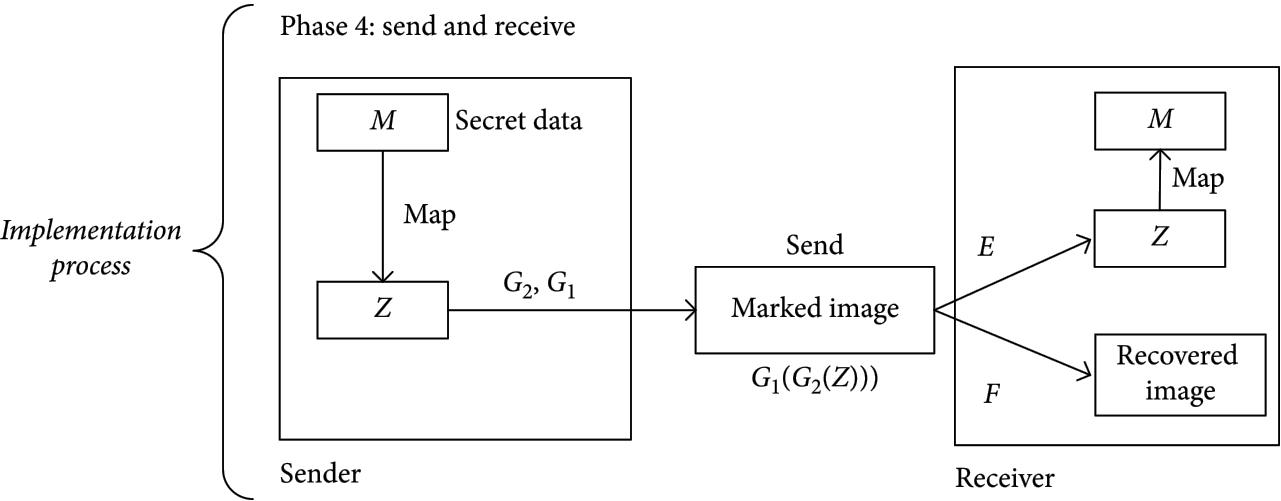 Phase 4: send and receive
Implementation
process
M
Secret data
Map
Z
G₂, G₁
Sender
Send
Marked image
G₁(G₂(Z)))
E
F
M
Map
Z
Recovered
image
Receiver